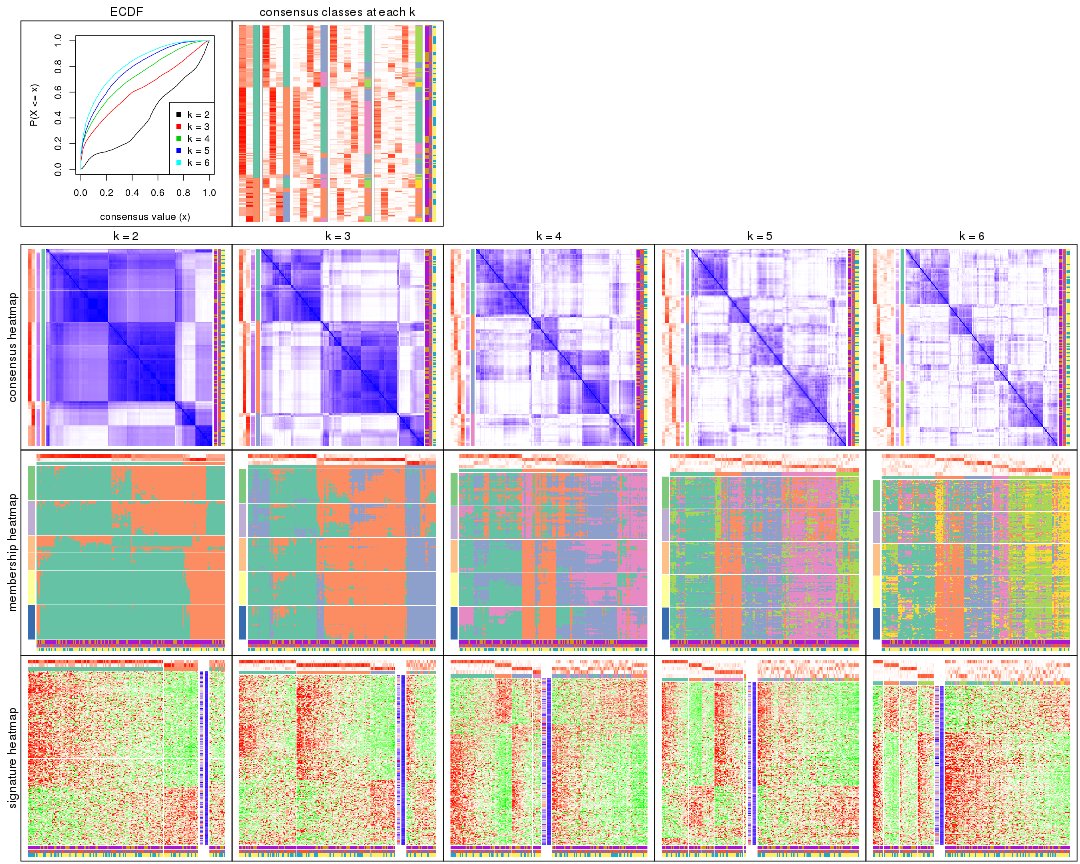 ECDF
consensus classes at each k
P(X <= x)
0.0 0.2 0.4 0.6 0.8 1.0
k = 2
k = 3
k = 4
k = 5
k = 6
0.0 0.2 0.4 0.6 0.8 1.0
consensus value (x)
k = 2
k = 3
k = 4
k = 5
k = 6
consensus heatmap
membership heatmap
signature heatmap